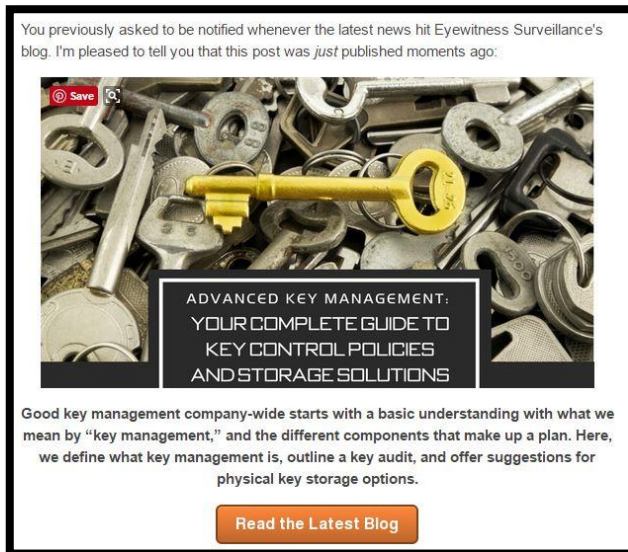 You previously asked to be notified whenever the latest news hit Eyewitness Surveillance's
blog. I'm pleased to tell you that this post was just published moments ago:
Save
ADVANCED KEY MANAGEMENT:
YOUR COMPLETE GUIDE TO
KEY CONTROL POLICIES
AND STORAGE SOLUTIONS
Good key management company-wide starts with a basic understanding with what we
mean by “key management,” and the different components that make up a plan. Here,
we define what key management is, outline a key audit, and offer suggestions for
physical key storage options.
Read the Latest Blog